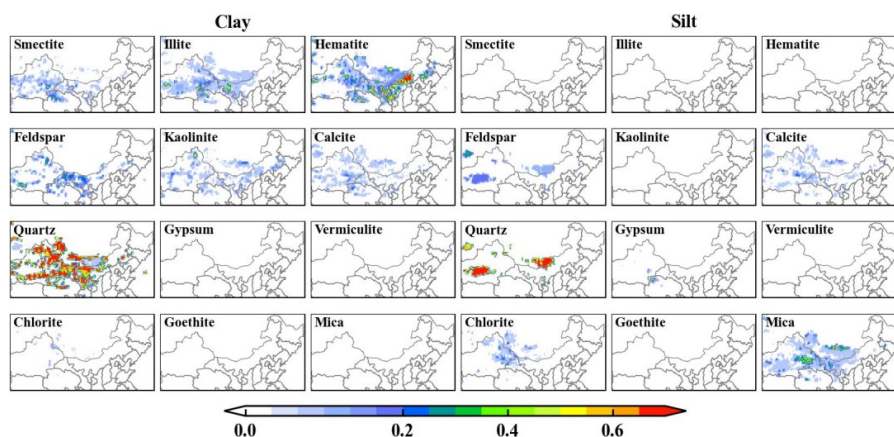 Clay Silt
Smectite Illite Hematite Smectite Illite Hematite
Feldspar Kaolinite Calcite Feldspar Kaolinite Calcite
Quartz Gypsum Vermiculite Quartz Gypsum Vermiculite
Chlorite Goethite Mica Chlorite Goethite Mica
0.0 0.2 0.4 0.6